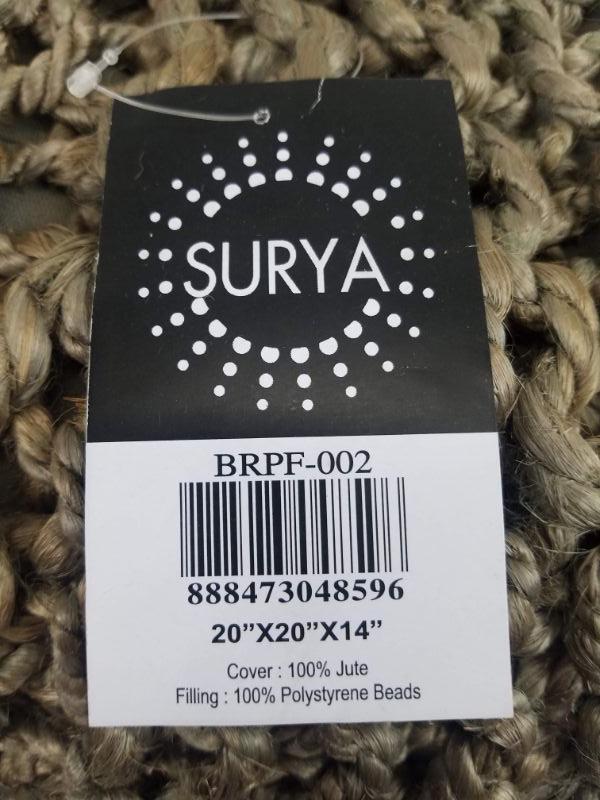 SURYA
BRPF-002
888473048596
20”X20”X14”
Cover : 100% Jute
Filling : 100% Polystyrene Beads